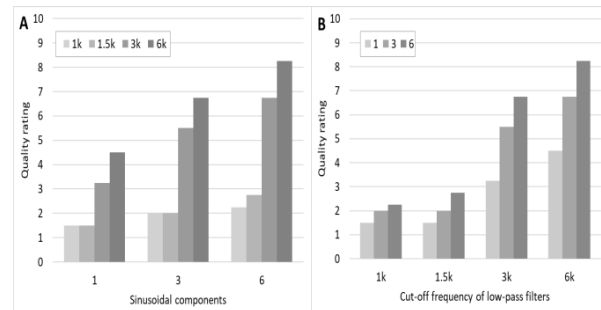 A
10
9
8
7
6
5
4
3
2
1
0
Quality rating
1k 1.5k 3k 6k
1 3 6
Sinusoidal components
B
10
9
8
7
6
5
4
3
2
1
0
Quality rating
1 3 6
1k 1.5k 3k 6k
Cut-off frequency of low-pass filters